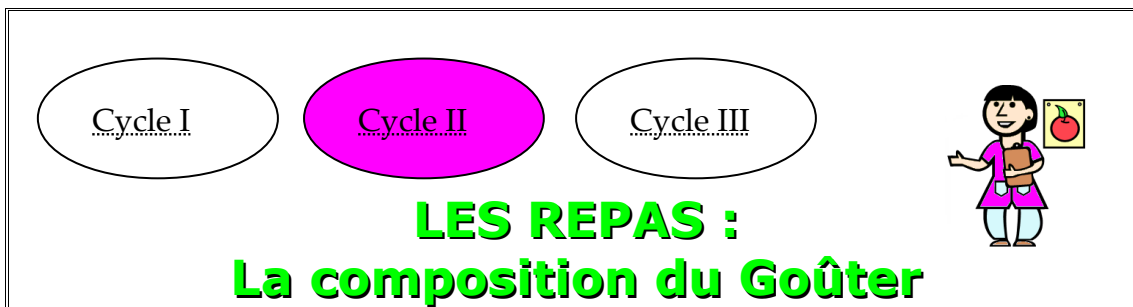 Cycle I
Cycle II
Cycle III
LES REPAS :
La composition du Goûter